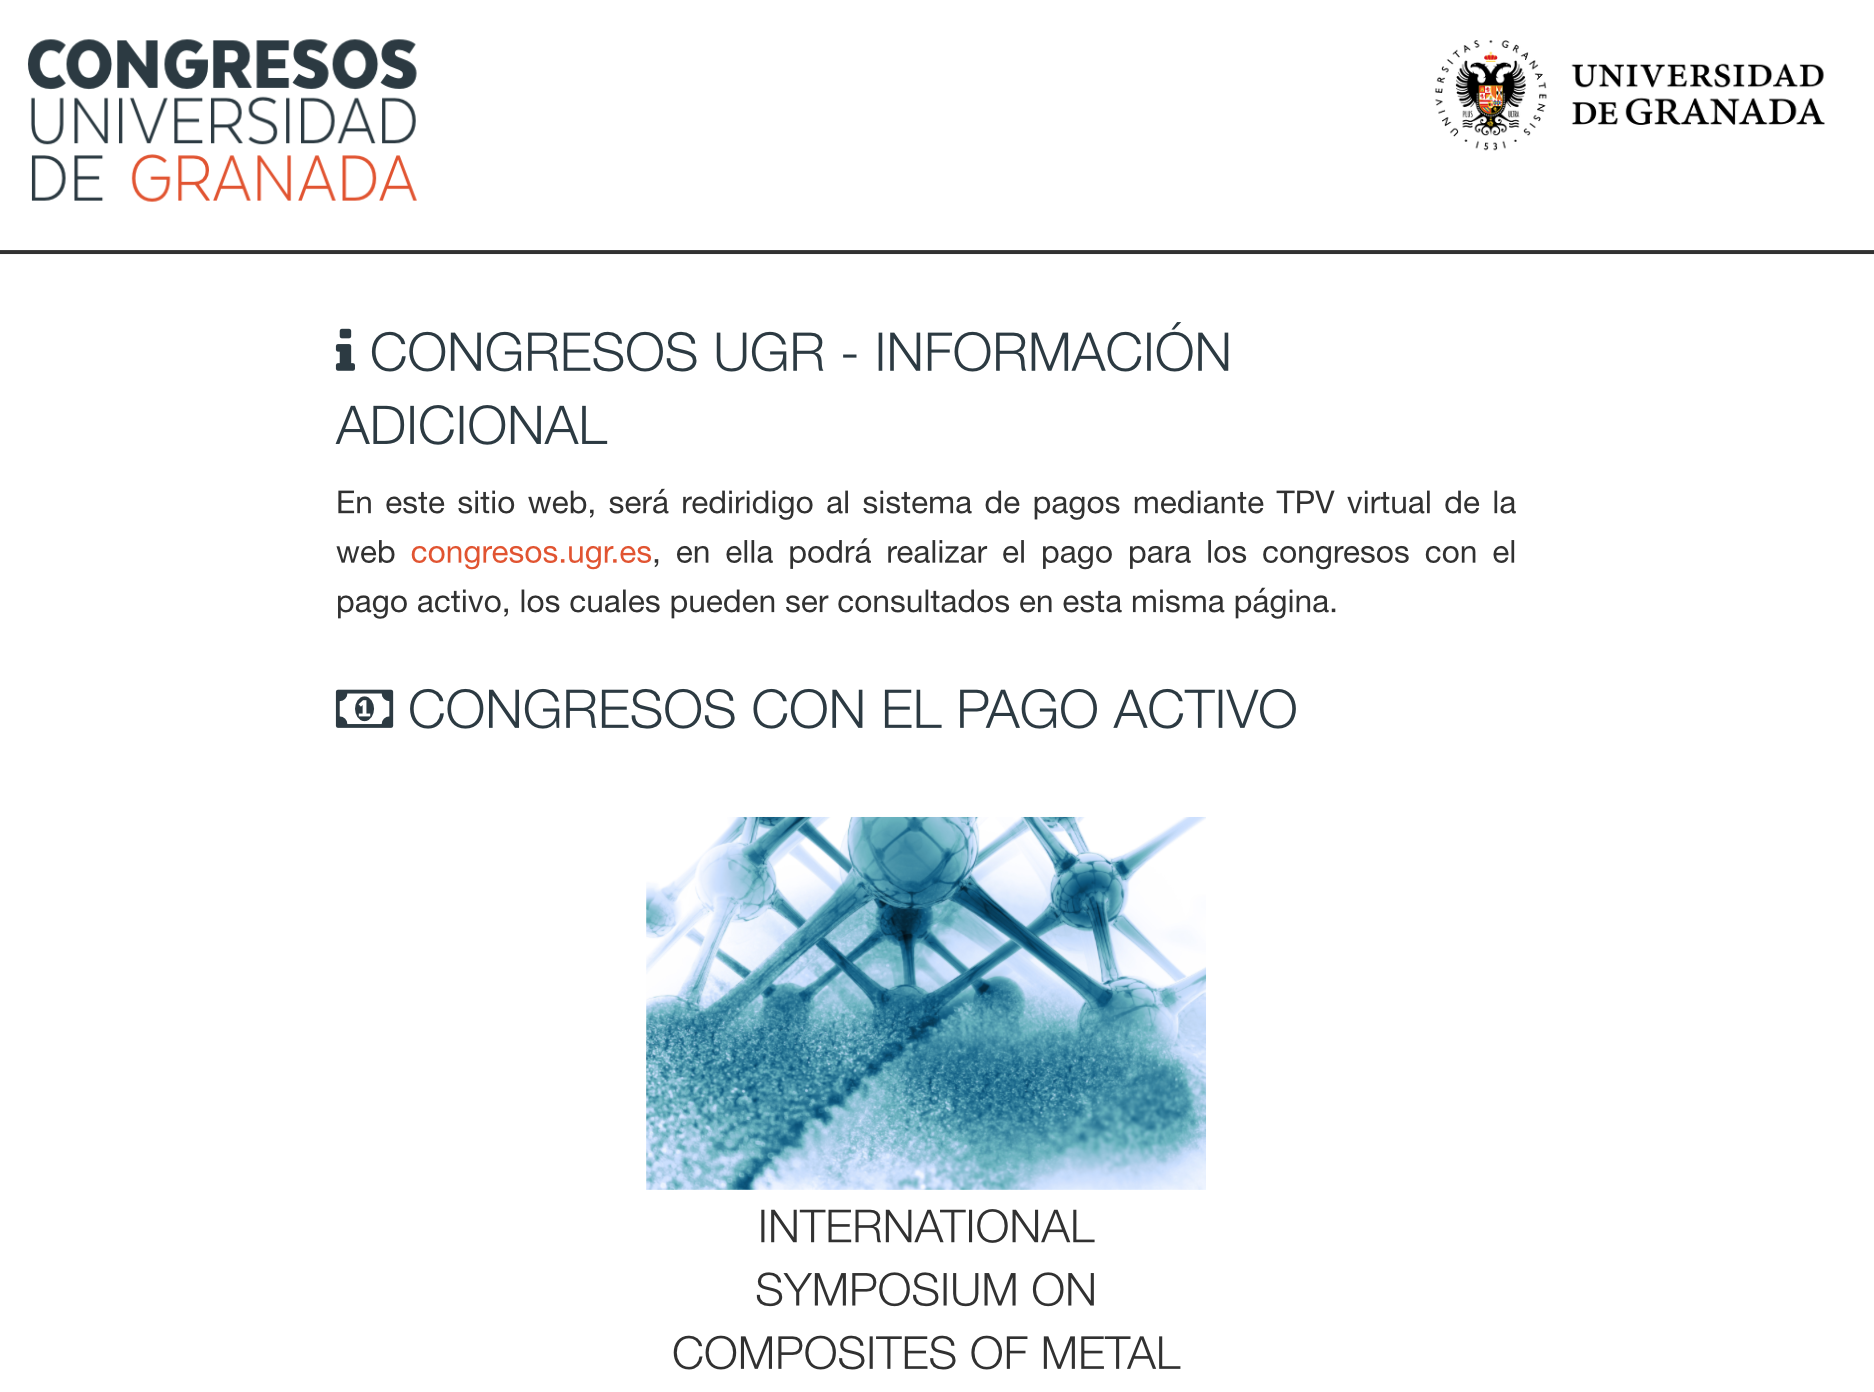 CONGRESOS
UNIVERSIDAD
DE GRANADA
UNIVERSITAS · GRANATENSIS · 1531 ·
PLUS ULTRA
UNIVERSIDAD
DE GRANADA
CONGRESOS UGR - INFORMACIÓN
ADICIONAL
En este sitio web, será rediridigo al sistema de pagos mediante TPV virtual de la
web congresos.ugr.es, en ella podrá realizar el pago para los congresos con el
pago activo, los cuales pueden ser consultados en esta misma página.
1 CONGRESOS CON EL PAGO ACTIVO
INTERNATIONAL
SYMPOSIUM ON
COMPOSITES OF METAL